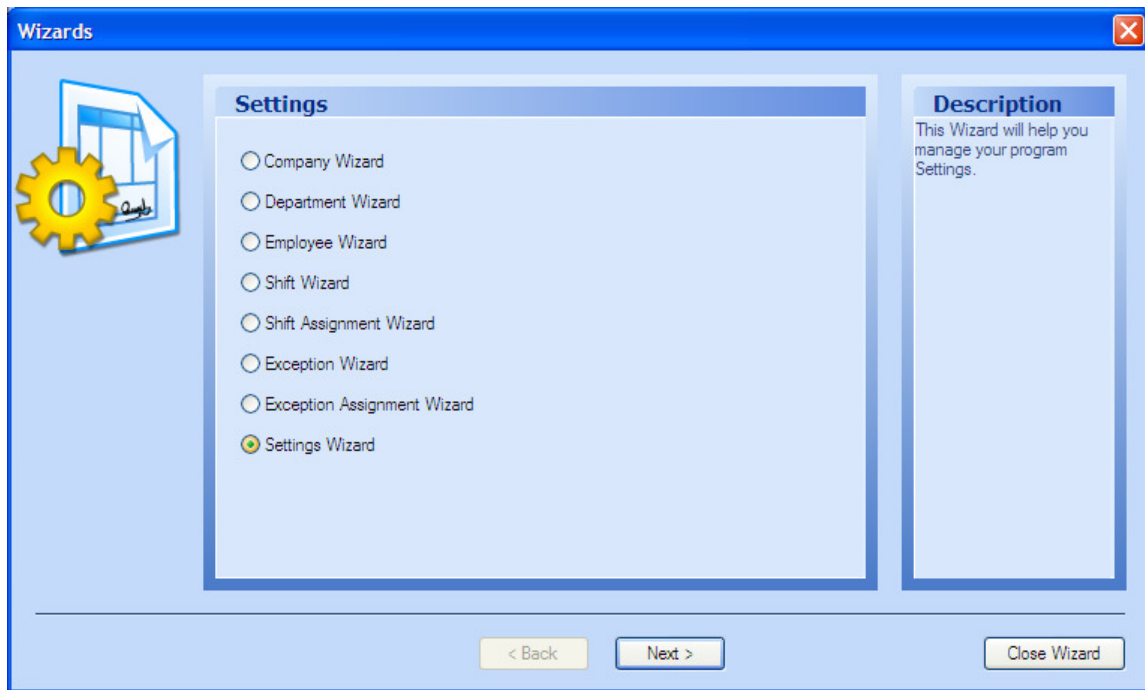 Wizards
Settings
Company Wizard
Department Wizard
Employee Wizard
Shift Wizard
Shift Assignment Wizard
Exception Wizard
Exception Assignment Wizard
Settings Wizard
Description
This Wizard will help you
manage your program
Settings.
< Back
Next >
Close Wizard